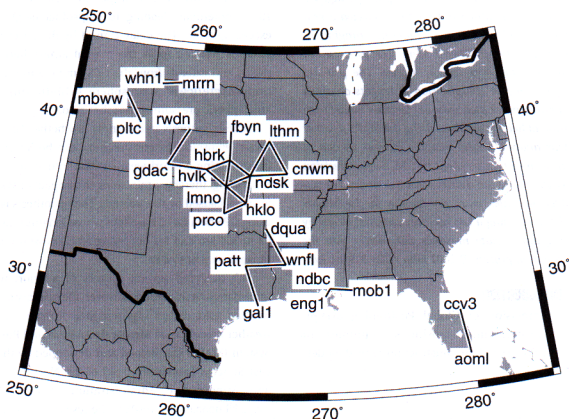 250°
260°
270°
280°
whn1
mrrn
mbww
40°
40°
pltc
rwdn
fbyn
lthm
hbrk
gdac
hvlk
cnwm
ndsk
lmno
hklo
prco
dqua
patt
wnfl
30°
30°
ndbc
eng1
mob1
gal1
ccv3
aoml
250°
260°
270°
280°